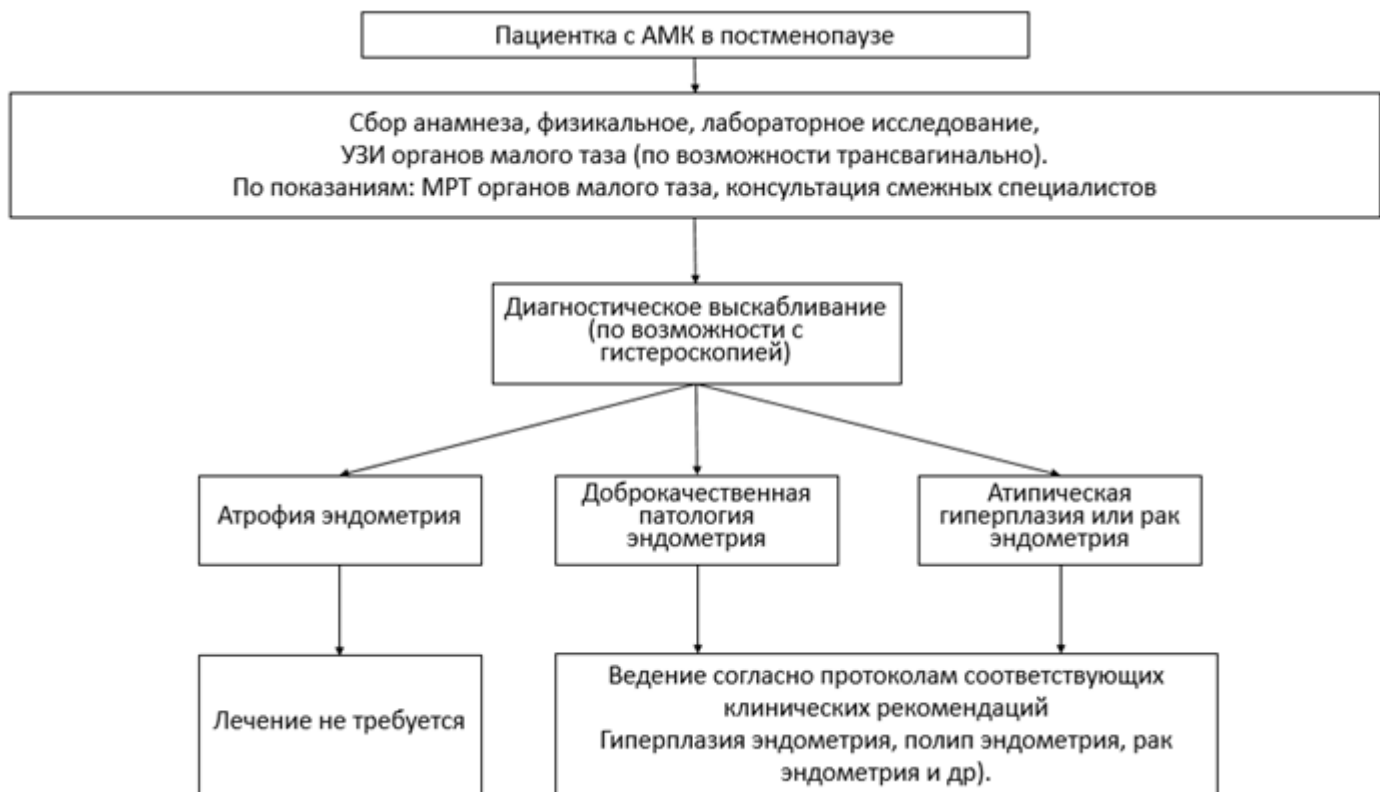 Пациентка с АМК в постменопаузе
Сбор анамнеза, физикальное, лабораторное исследование,
УЗИ органов малого таза (по возможности трансвагинально).
По показаниям: МРТ органов малого таза, консультация смежных специалистов
Диагностическое выскабливание
(по возможности с
гистероскопией)
Атрофия эндометрия
Доброкачественная
патология
эндометрия
Атипическая
гиперплазия или рак
эндометрия
Лечение не требуется
Ведение согласно протоколам соответствующих
клинических рекомендаций
Гиперплазия эндометрия, полип эндометрия, рак
эндометрия и др).